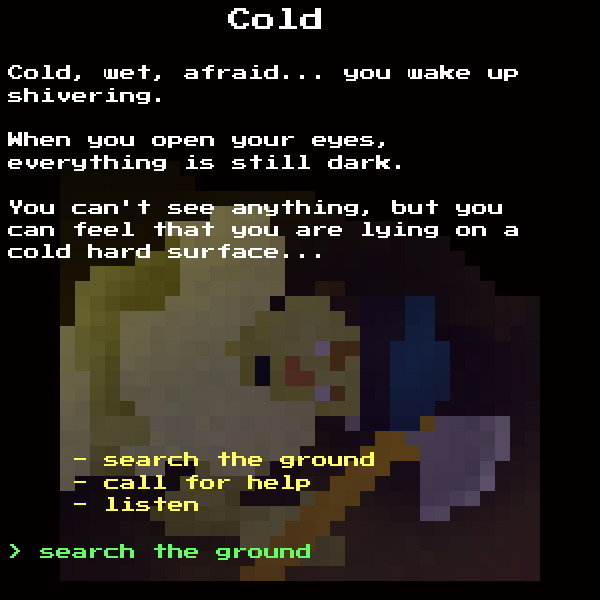 Cold
Cold, wet, afraid... you wake up
shivering.
When you open your eyes,
everything is still dark.
You can't see anything, but you
can feel that you are lying on a
cold hard surface...
- search the ground
- call for help
- listen
> search the ground